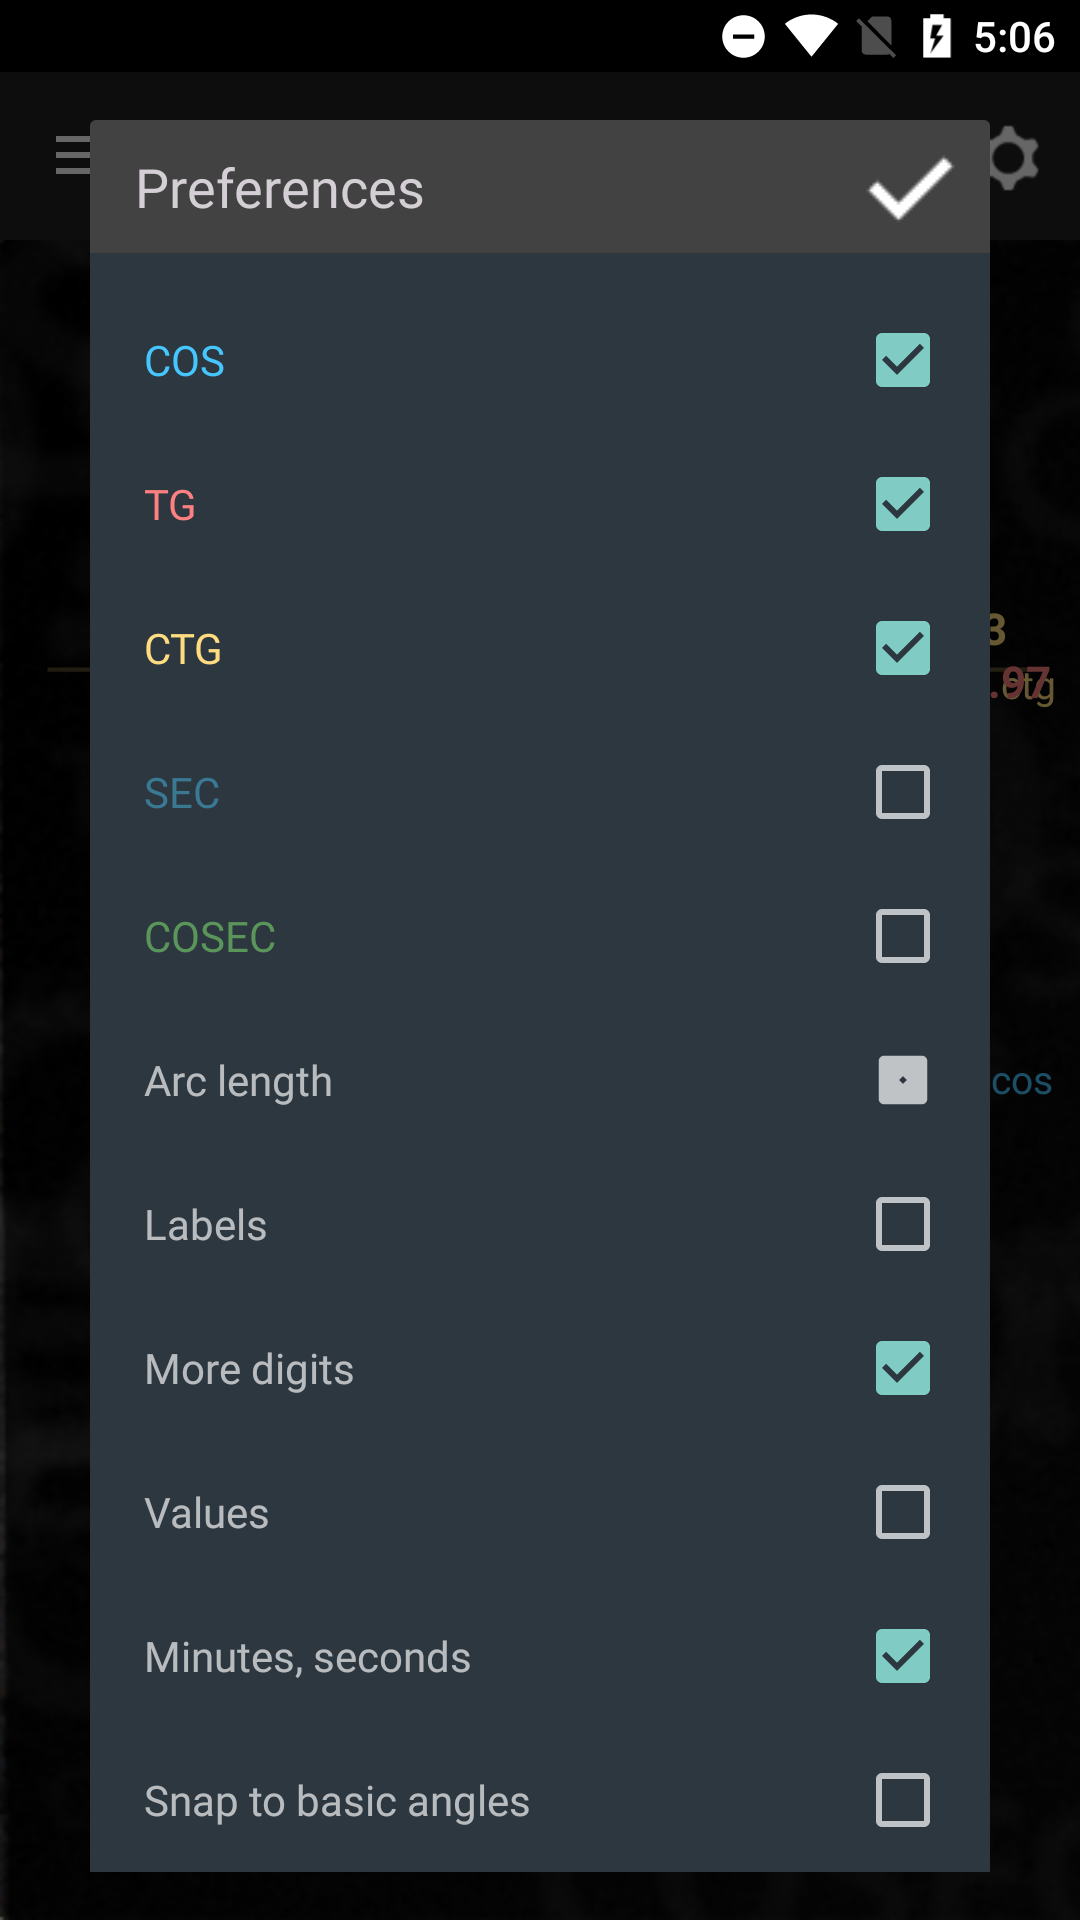 5:06
Preferences
COS
TG
CTG
3
.97
ctg
SEC
COSEC
Arc length
cos
Labels
More digits
Values
Minutes, seconds
Snap to basic angles